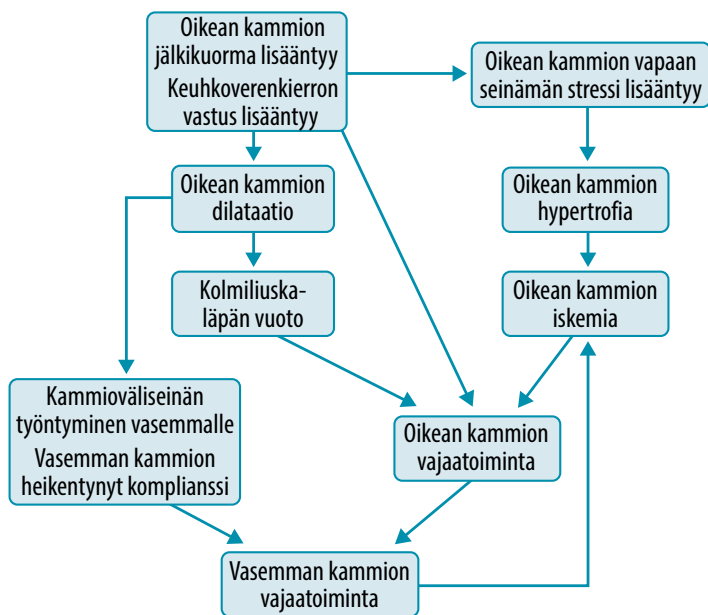 Oikean kammion
jälkikuorma lisääntyy
Keuhkoverenkierron
vastus lisääntyy
Oikean kammion vapaan
seinämän stressi lisääntyy
Oikean kammion
dilataatio
Oikean kammion
hypertrofia
Kolmiliuska-
läpän vuoto
Oikean kammion
iskemia
Kammioväliseinän
työntyminen vasemmalle
Vasemman kammion
heikentynyt komplianssi
Oikean kammion
vajaatoiminta
Vasemman kammion
vajaatoiminta